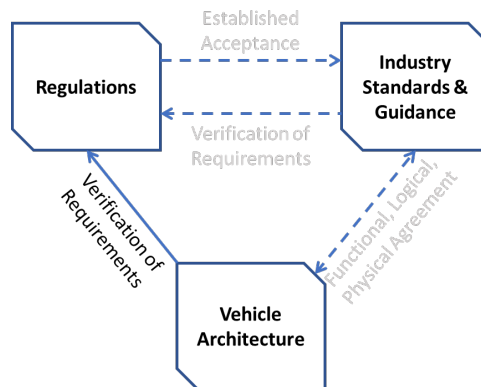 Established
Acceptance
Regulations
Industry
Standards &
Guidance
Verification of
Requirements
Verification of
Requirements
Functional, Logical,
Physical Agreement
Vehicle
Architecture